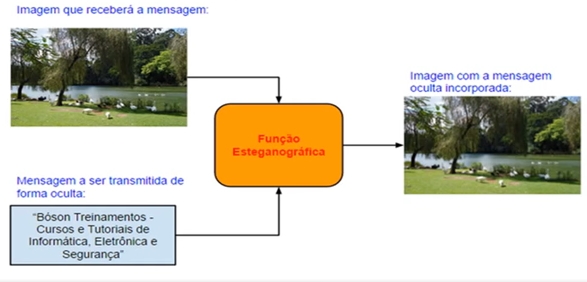 Imagem que receberá a mensagem:
Função
Esteganográfica
Imagem com a mensagem
oculta incorporada:
Mensagem a ser transmitida de
forma oculta:
"Bóson Treinamentos -
Cursos e Tutoriais de
Informática, Eletrônica e
Segurança"